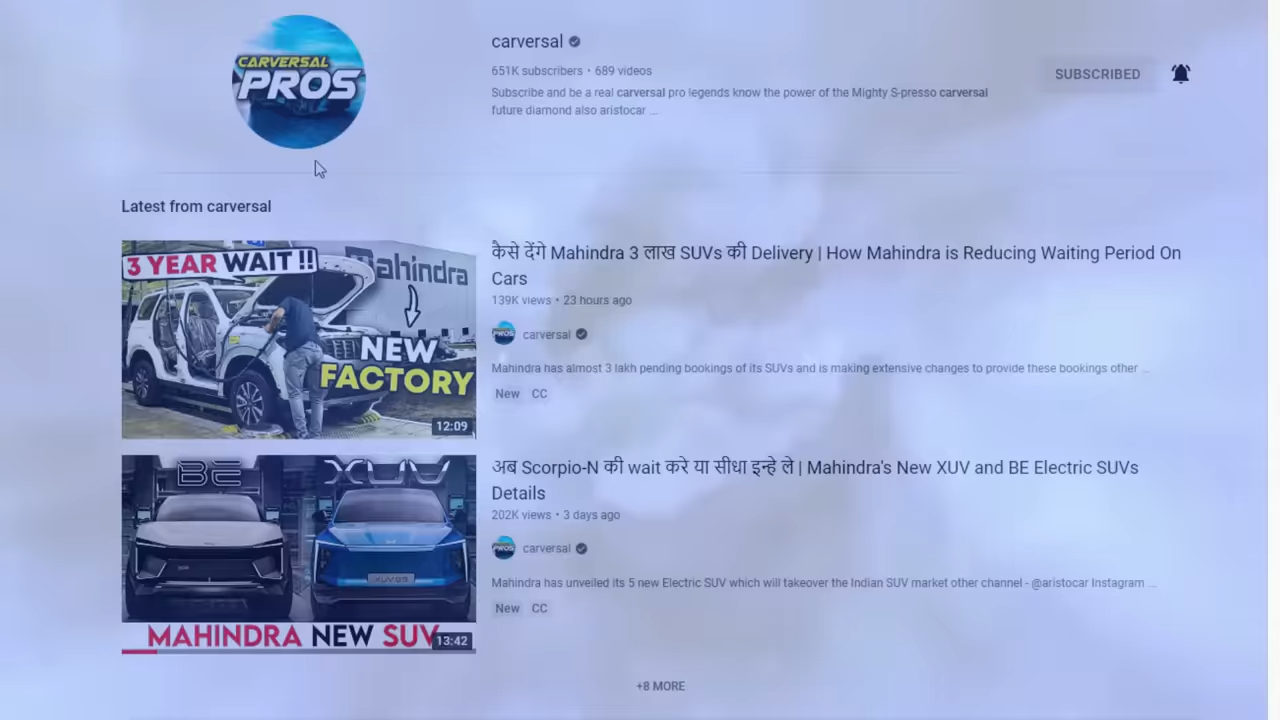 CARVERSAL
PROS
carversal
651K subscribers • 689 videos
Subscribe and be a real carversal pro legends know the power of the Mighty S-presso carversal
future diamond also aristocar ...
SUBSCRIBED
Latest from carversal
3 YEAR WAIT !!
Mahindra
NEW
FACTORY
12:09
कैसे देंगे Mahindra 3 लाख SUVs की Delivery | How Mahindra is Reducing Waiting Period On
Cars
139K views • 23 hours ago
PROS
carversal
Mahindra has almost 3 lakh pending bookings of its SUVs and is making extensive changes to provide these bookings other ...
New CC
BE XUV
XUV.e9
MAHINDRA NEW SUV
13:42
अब Scorpio-N की wait करे या सीधा इन्हे ले | Mahindra's New XUV and BE Electric SUVs
Details
202K views • 3 days ago
PROS
carversal
Mahindra has unveiled its 5 new Electric SUV which will takeover the Indian SUV market other channel - @aristocar Instagram ...
New CC
+8 MORE